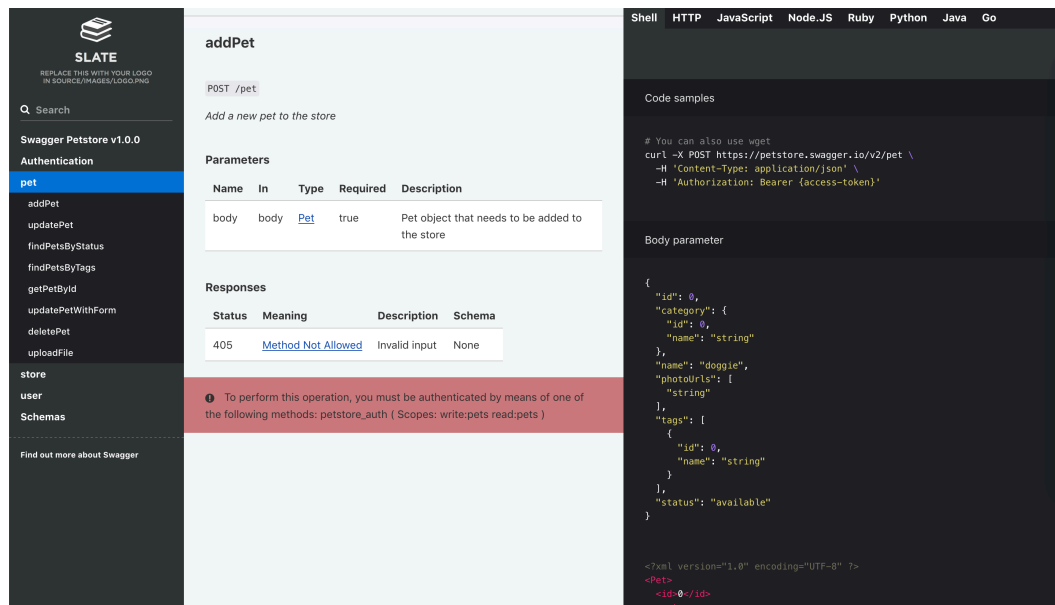 SLATE
REPLACE THIS WITH YOUR LOGO
IN SOURCE/IMAGES/LOGO.PNG
Search
Swagger Petstore v1.0.0
Authentication
pet
addPet
updatePet
findPetsByStatus
findPetsByTags
getPetById
updatePetWithForm
deletePet
uploadFile
store
user
Schemas
Find out more about Swagger
addPet
POST /pet
Add a new pet to the store
Parameters
Name In Type Required Description
body body Pet true Pet object that needs to be added to
the store
Responses
Status Meaning Description Schema
405 Method Not Allowed Invalid input None
To perform this operation, you must be authenticated by means of one of
the following methods: petstore_auth ( Scopes: write:pets read:pets )
Shell HTTP JavaScript Node.JS Ruby Python Java Go
Code samples
# You can also use wget
curl -X POST https://petstore.swagger.io/v2/pet \
-H 'Content-Type: application/json' \
-H 'Authorization: Bearer {access-token}'
Body parameter
{
"id": 0,
"category": {
"id": 0,
"name": "string"
},
"name": "doggie",
"photoUrls": [
"string"
],
"tags": [
{
"id": 0,
"name": "string"
}
],
"status": "available"
}
<?xml version="1.0" encoding="UTF-8" ?>
<Pet>
<id>0</id>